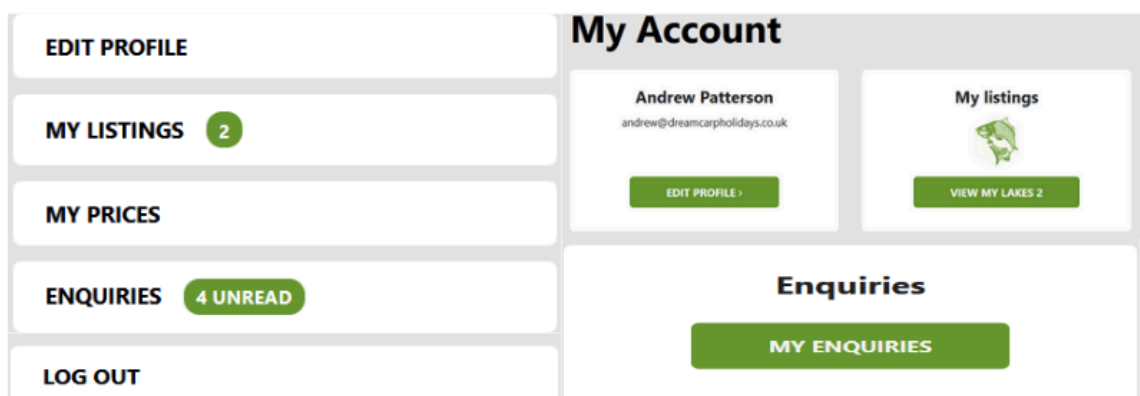 EDIT PROFILE
MY LISTINGS 2
MY PRICES
ENQUIRIES 4 UNREAD
LOG OUT
My Account
Andrew Patterson
andrew@dreamcarpholidays.co.uk
EDIT PROFILE ›
My listings
VIEW MY LAKES 2
Enquiries
MY ENQUIRIES